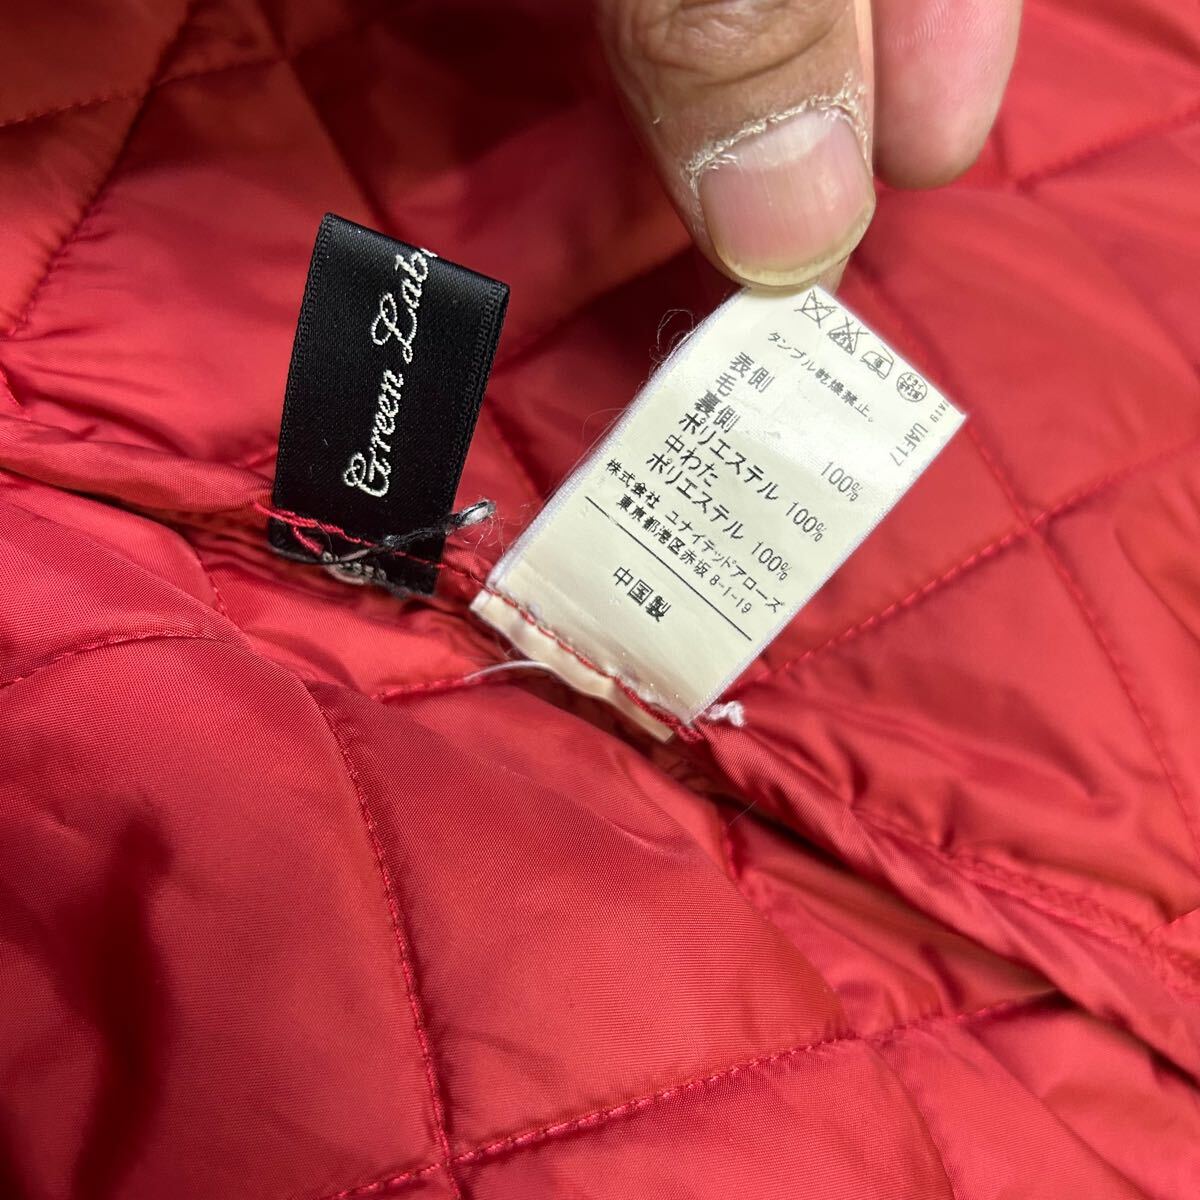 Green Lab
タンブル乾燥禁止。
表側
毛 100%
裏側
ポリエステル 100%
中わた
ポリエステル 100%
株式会社 ユナイテッドアローズ
東京都港区赤坂 8-1-19
中国製
UAF17